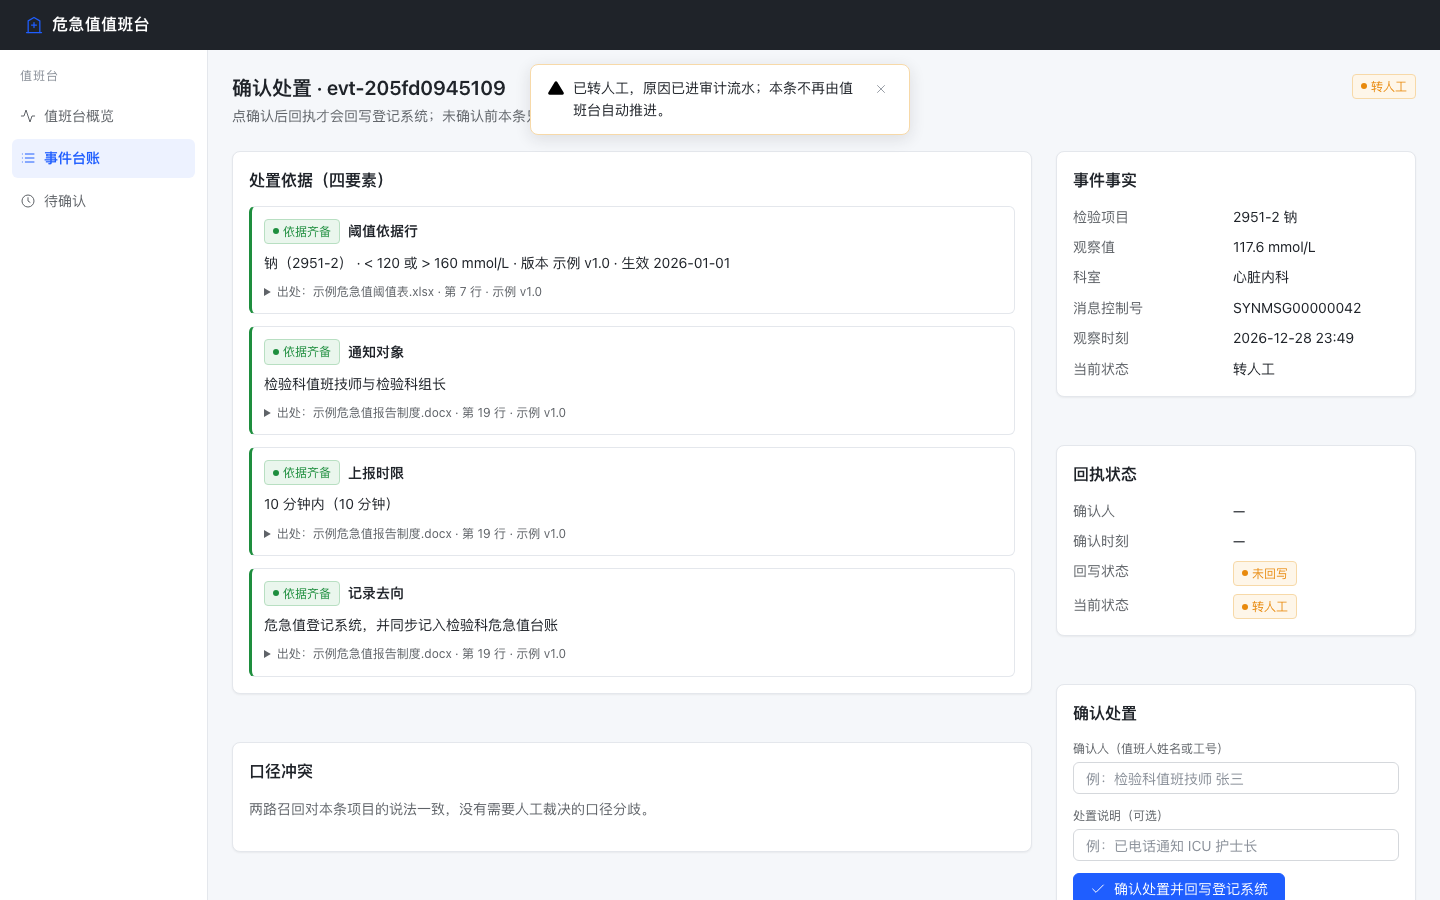 危急值值班台
值班台
值班台概览
事件台账
待确认
确认处置 · evt-205fd0945109
点确认后回执才会回写登记系统；未确认前本条
已转人工，原因已进审计流水；本条不再由值
班台自动推进。
转人工
处置依据（四要素）
依据齐备 阈值依据行
钠（2951-2） · < 120 或 > 160 mmol/L · 版本 示例 v1.0 · 生效 2026-01-01
出处：示例危急值阈值表.xlsx · 第 7 行 · 示例 v1.0
依据齐备 通知对象
检验科值班技师与检验科组长
出处：示例危急值报告制度.docx · 第 19 行 · 示例 v1.0
依据齐备 上报时限
10 分钟内（10 分钟）
出处：示例危急值报告制度.docx · 第 19 行 · 示例 v1.0
依据齐备 记录去向
危急值登记系统，并同步记入检验科危急值台账
出处：示例危急值报告制度.docx · 第 19 行 · 示例 v1.0
口径冲突
两路召回对本条项目的说法一致，没有需要人工裁决的口径分歧。
事件事实
检验项目 2951-2 钠
观察值 117.6 mmol/L
科室 心脏内科
消息控制号 SYNMSG00000042
观察时刻 2026-12-28 23:49
当前状态 转人工
回执状态
确认人 —
确认时刻 —
回写状态 未回写
当前状态 转人工
确认处置
确认人（值班人姓名或工号）
例：检验科值班技师 张三
处置说明（可选）
例：已电话通知 ICU 护士长
确认处置并回写登记系统